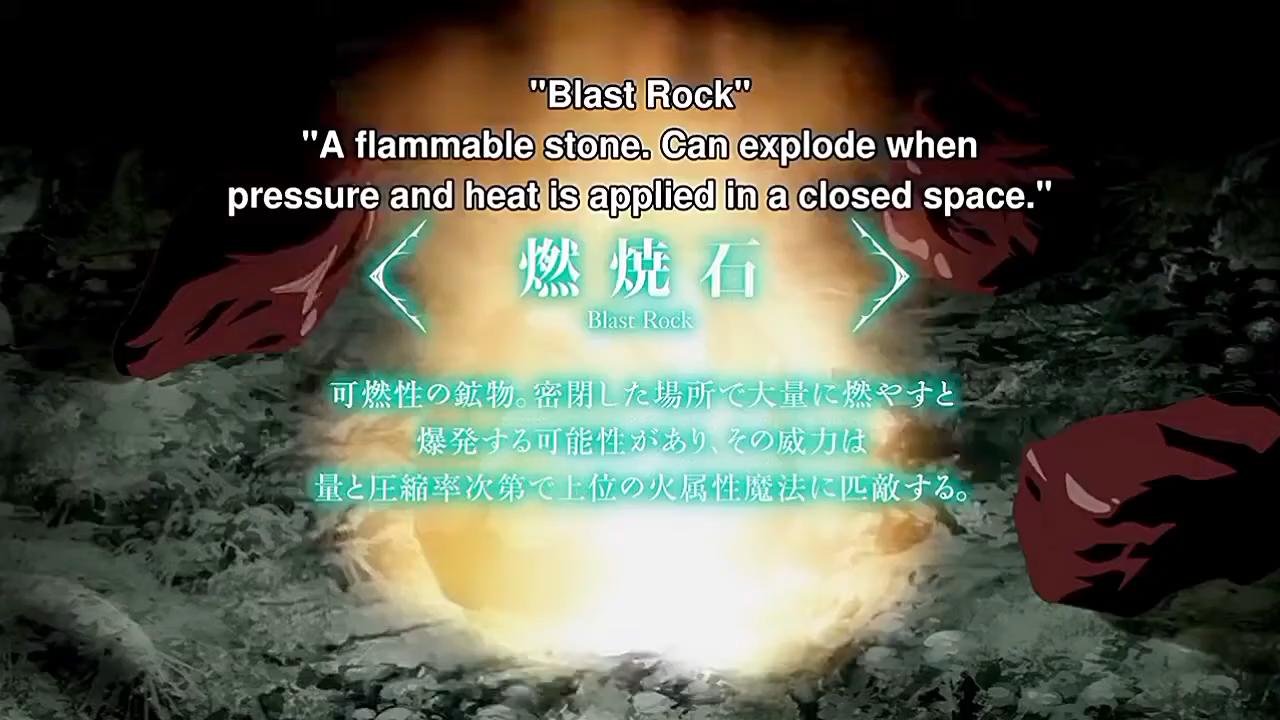 "Blast Rock"
"A flammable stone. Can explode when
pressure and heat is applied in a closed space."
燃焼石
Blast Rock
可燃性の鉱物。密閉した場所で大量に燃やすと
爆発する可能性があり、その威力は
量と圧縮率次第で上位の火属性魔法に匹敵する。